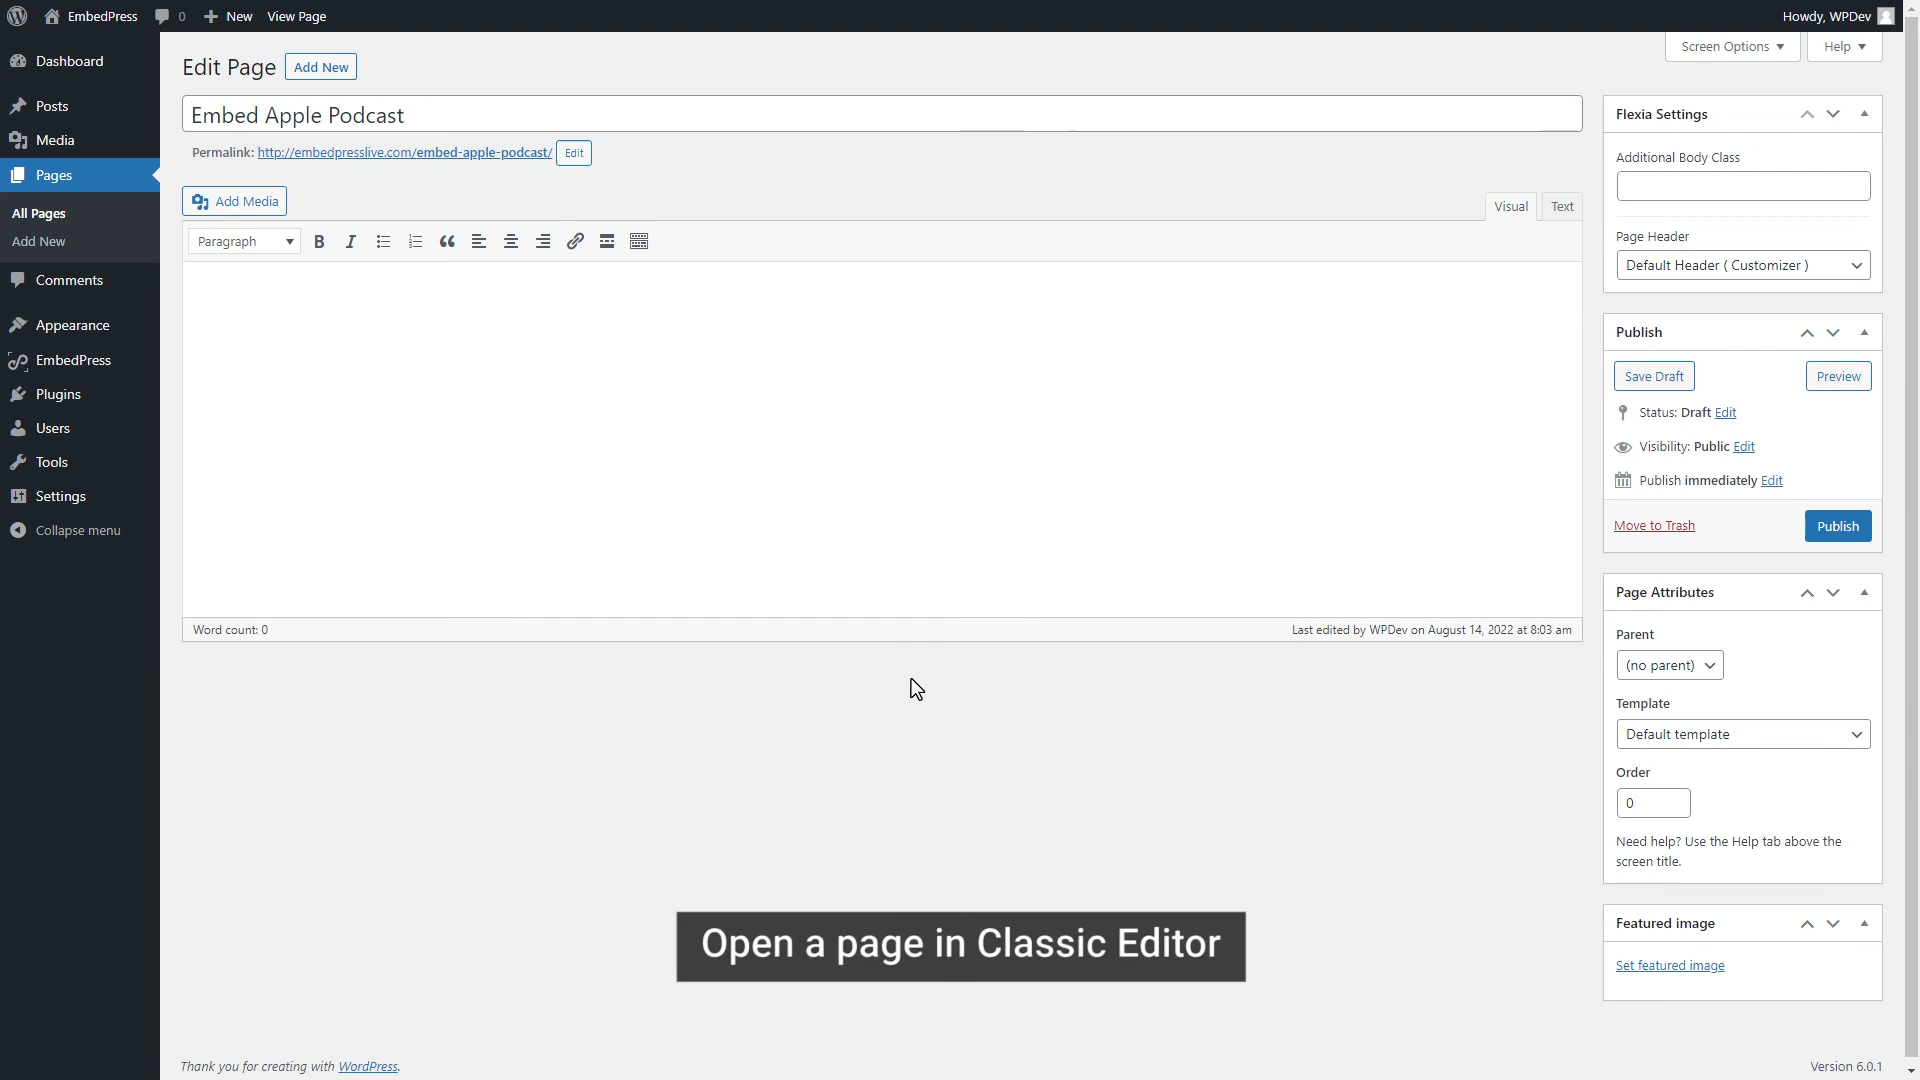 EmbedPress 0 New View Page Howdy, WPDev
Screen Options Help
Dashboard
Posts
Media
Pages
All Pages
Add New
Comments
Appearance
EmbedPress
Plugins
Users
Tools
Settings
Collapse menu
Edit Page Add New
Embed Apple Podcast
Permalink: http://embedpresslive.com/embed-apple-podcast/ Edit
Add Media
Visual Text
Paragraph B I
Word count: 0 Last edited by WPDev on August 14, 2022 at 8:03 am
Flexia Settings
Additional Body Class
Page Header
Default Header ( Customizer )
Publish
Save Draft Preview
Status: Draft Edit
Visibility: Public Edit
Publish immediately Edit
Move to Trash Publish
Page Attributes
Parent
(no parent)
Template
Default template
Order
0
Need help? Use the Help tab above the
screen title.
Featured image
Set featured image
Open a page in Classic Editor
Thank you for creating with WordPress. Version 6.0.1